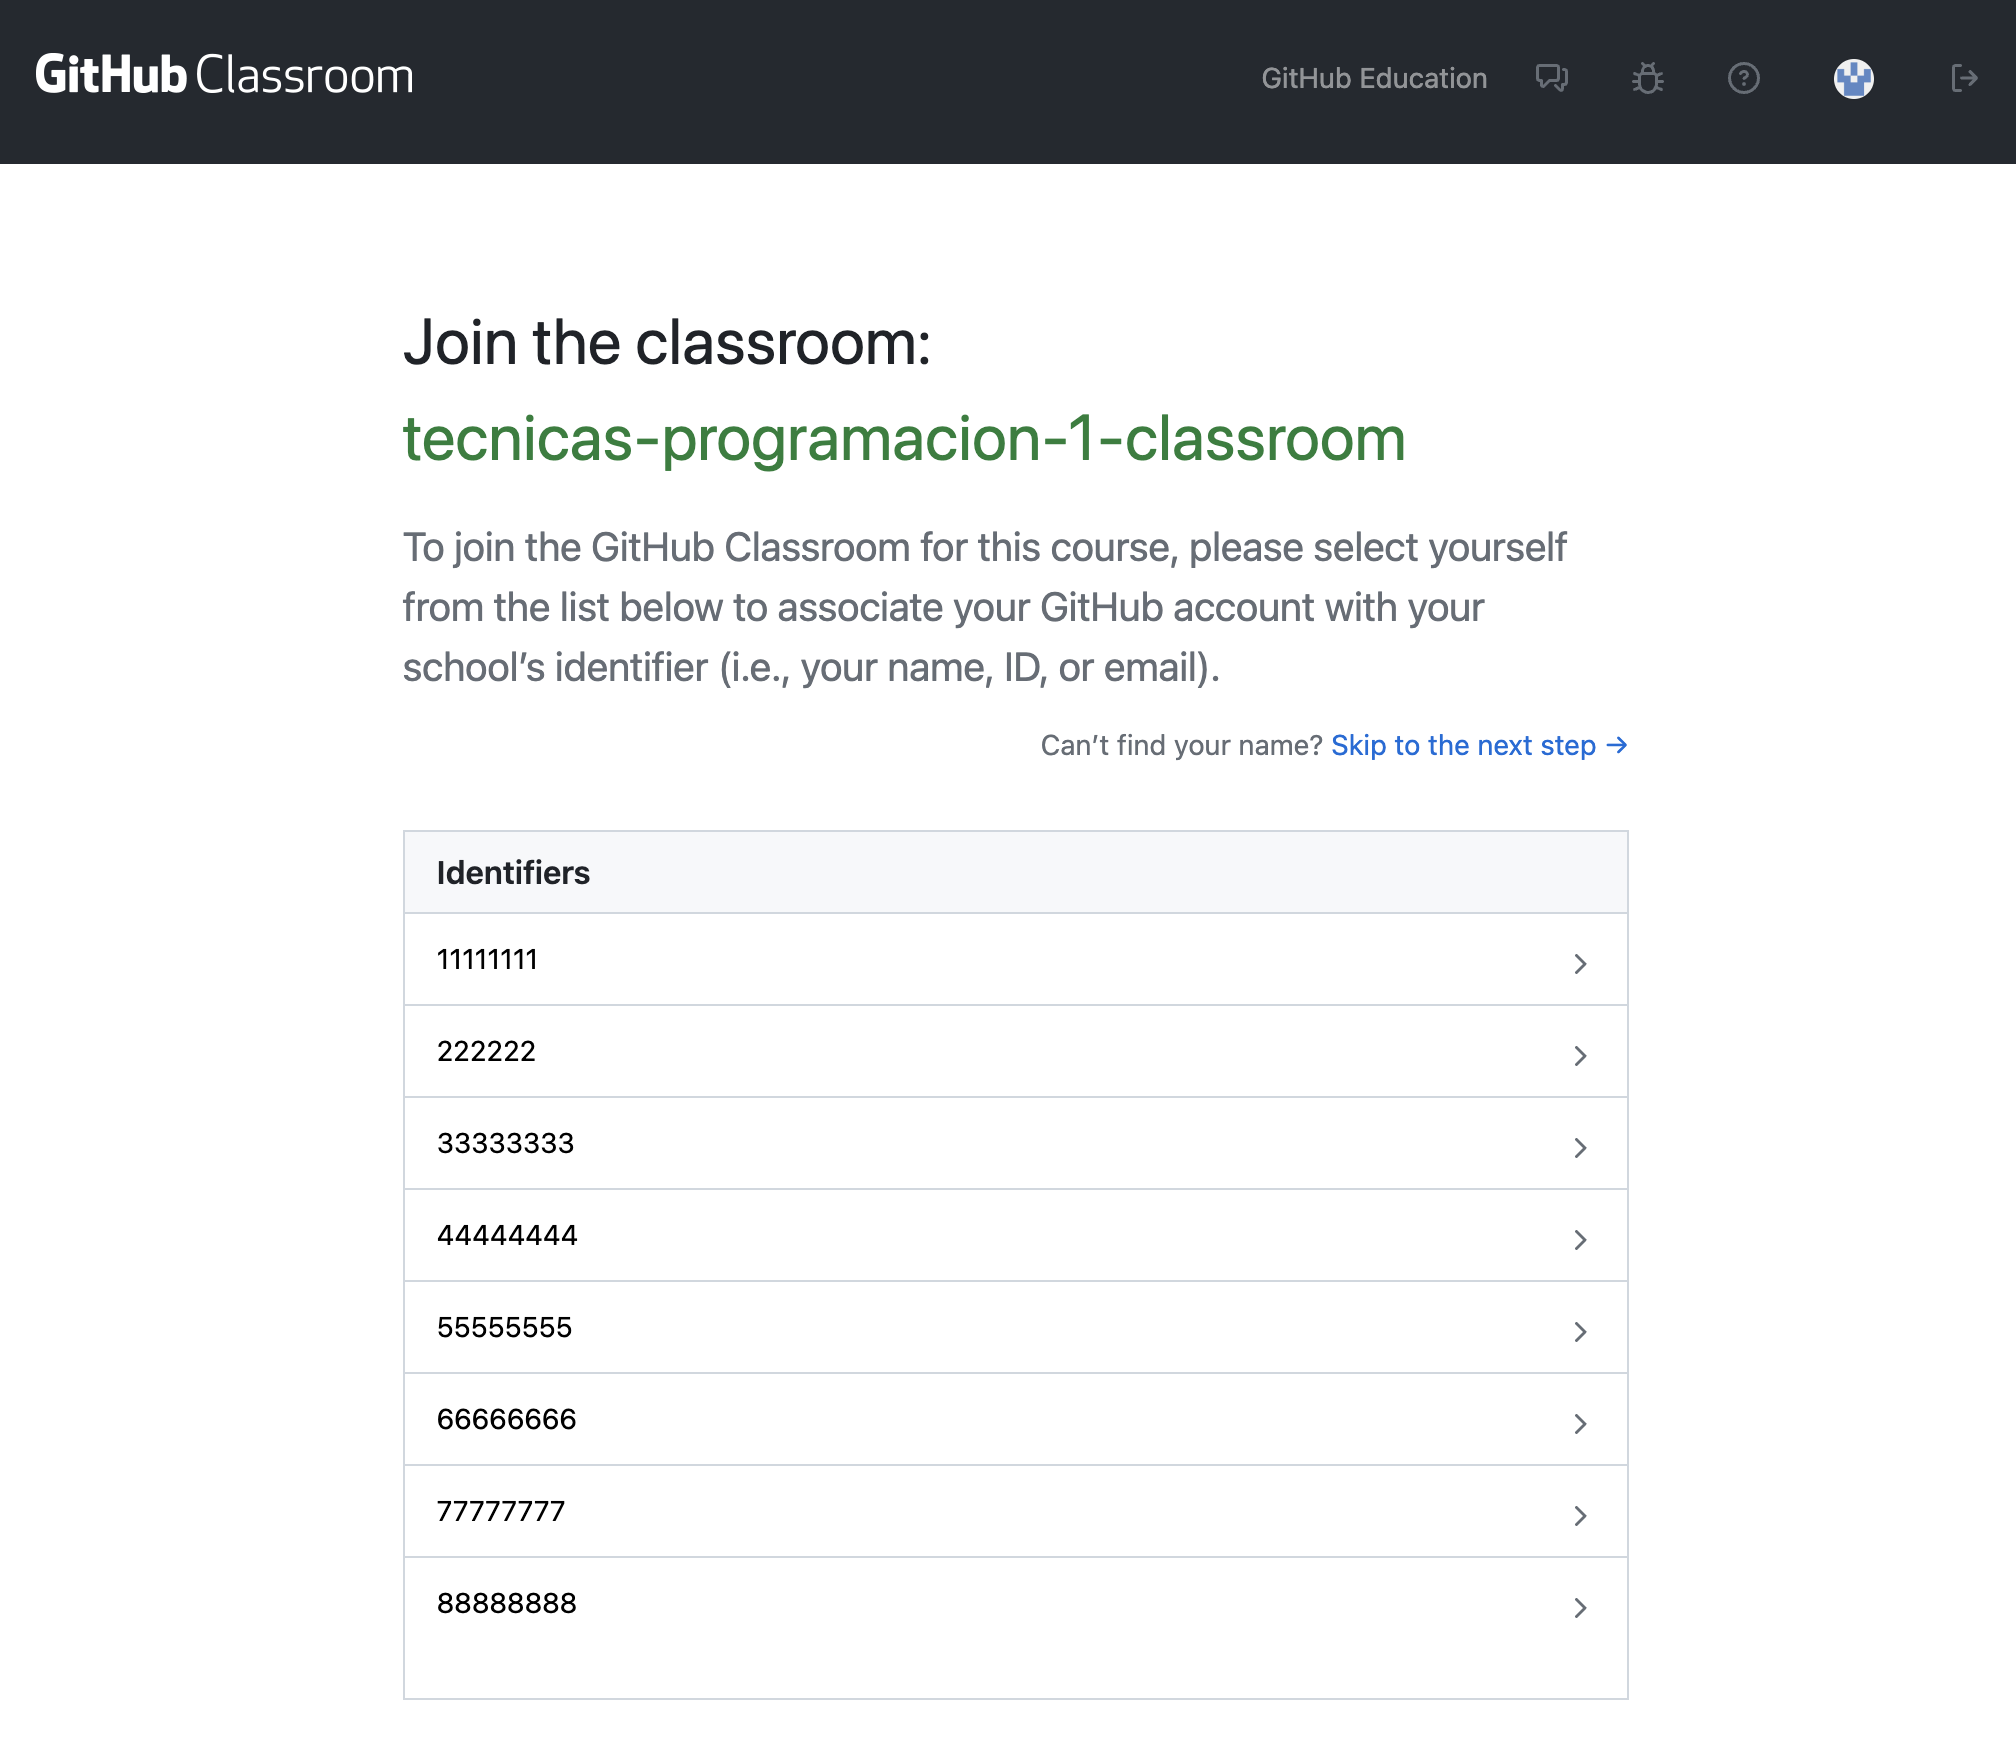 GitHub Classroom
GitHub Education
Join the classroom:
tecnicas-programacion-1-classroom
To join the GitHub Classroom for this course, please select yourself
from the list below to associate your GitHub account with your
school’s identifier (i.e., your name, ID, or email).
Can’t find your name? Skip to the next step →
Identifiers
11111111
222222
33333333
44444444
55555555
66666666
77777777
88888888